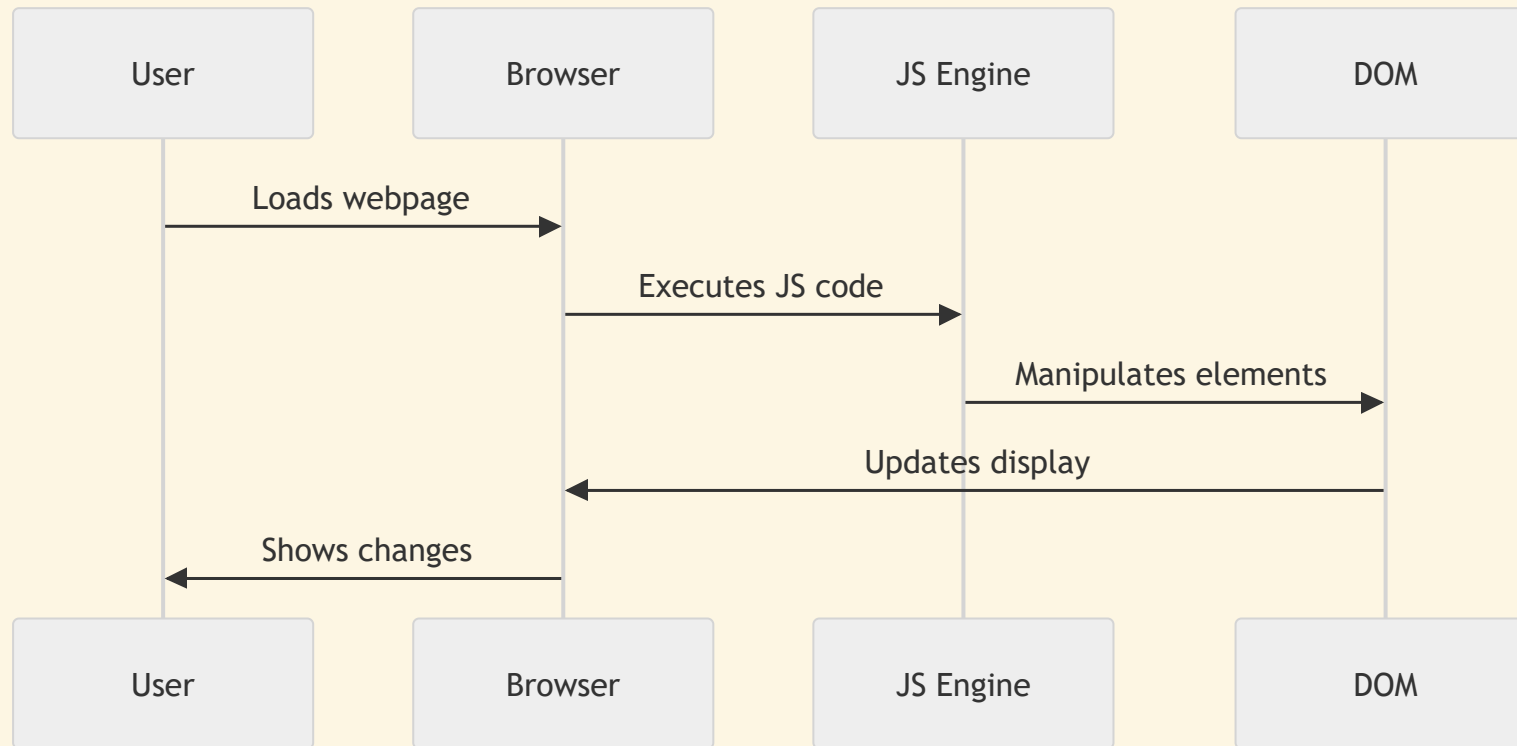 User
Browser
JS Engine
DOM
Loads webpage
Executes JS code
Manipulates elements
Updates display
Shows changes
User
Browser
JS Engine
DOM